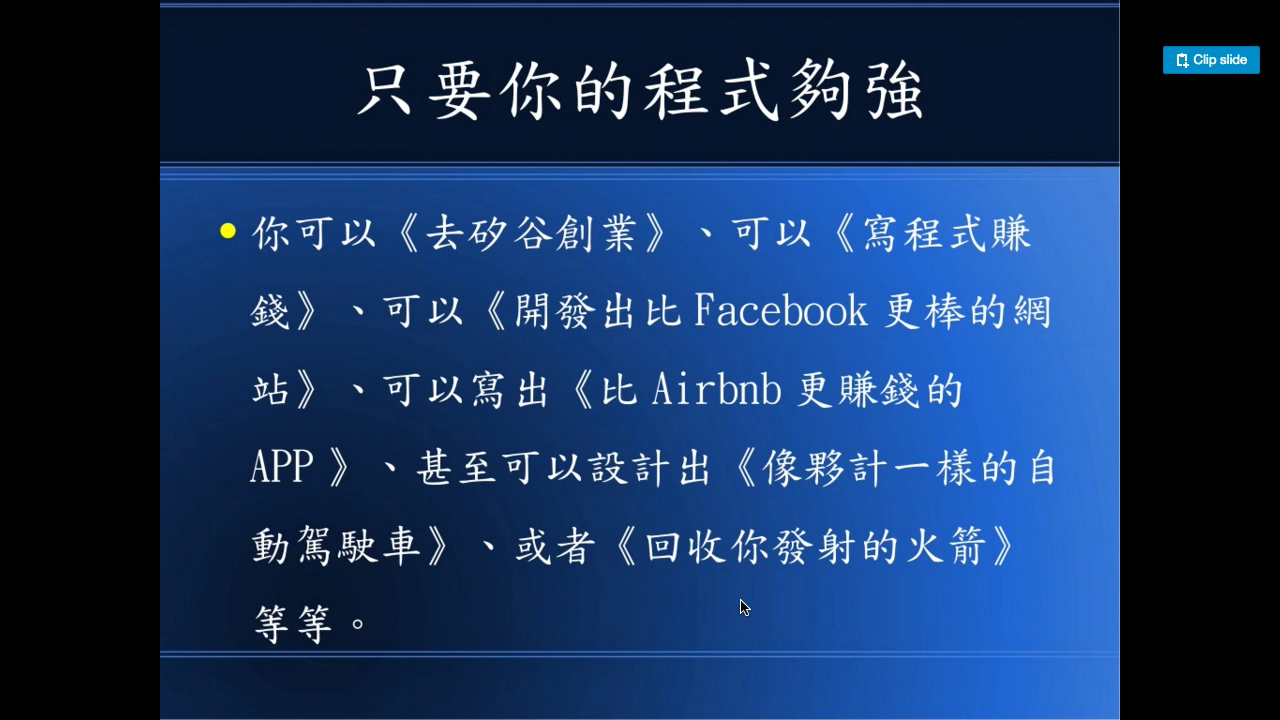 Clip slide
只要你的程式夠強
你可以《去矽谷創業》、可以《寫程式賺
錢》、可以《開發出比 Facebook 更棒的網
站》、可以寫出《比 Airbnb 更賺錢的
APP 》、甚至可以設計出《像夥計一樣的自
動駕駛車》、或者《回收你發射的火箭》
等等。